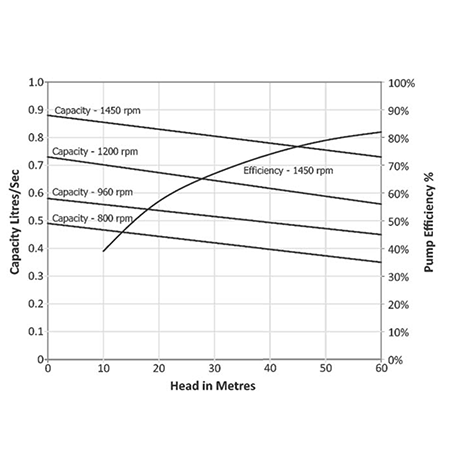 1.0
0.9
0.8
0.7
0.6
0.5
0.4
0.3
0.2
0.1
0
Capacity Litres/Sec
Capacity - 1450 rpm
Capacity - 1200 rpm
Capacity - 960 rpm
Capacity - 800 rpm
Efficiency - 1450 rpm
100%
90%
80%
70%
60%
50%
40%
30%
20%
10%
0%
Pump Efficiency %
0 10 20 30 40 50 60
Head in Metres